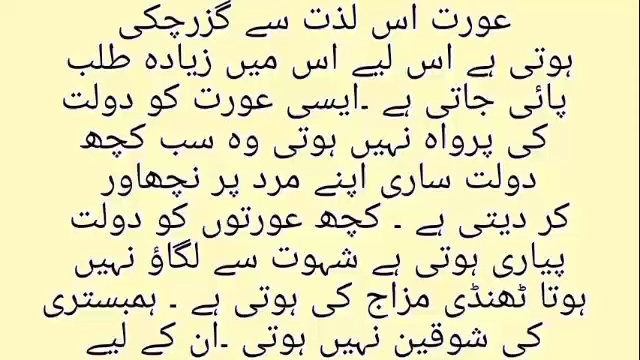 عورت اس لذت سے گزرچکی
ہوتی ہے اس لیے اس میں زیادہ طلب
پائی جاتی ہے ۔ایسی عورت کو دولت
کی پرواہ نہیں ہوتی وہ سب کچھ
دولت ساری اپنے مرد پر نچھاور
کر دیتی ہے ۔ کچھ عورتوں کو دولت
پیاری ہوتی ہے شہوت سے لگاؤ نہیں
ہوتا ٹھنڈی مزاج کی ہوتی ہے ۔ ہمبستری
کی شوقین نہیں ہوتی ۔ان کے لیے